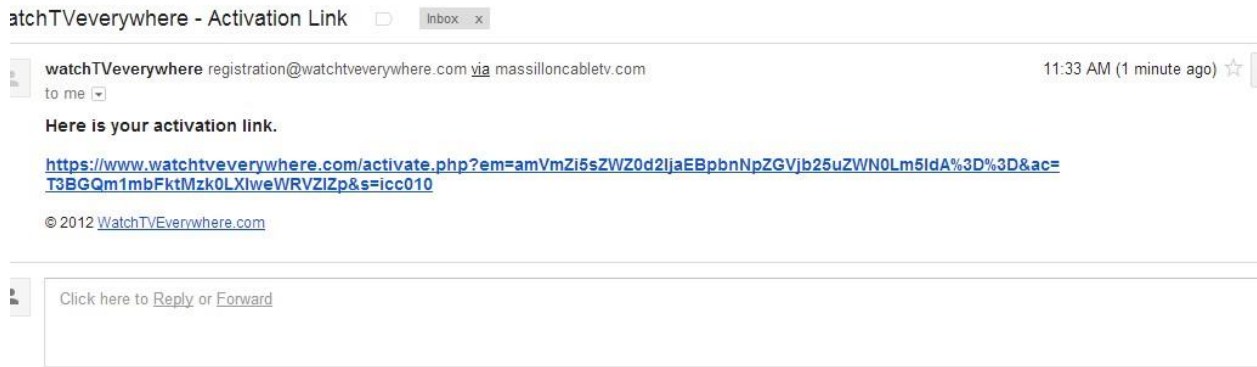 atchTVeverywhere - Activation Link Inbox x
watchTVeverywhere registration@watchtveverywhere.com via massilloncabletv.com 11:33 AM (1 minute ago)
to me
Here is your activation link.
https://www.watchtveverywhere.com/activate.php?em=amVmZi5sZWZ0d2ljaEBpbnNpZGVjb25uZWN0Lm5ldA%3D%3D&ac=
T3BGQm1mbFktMzk0LXIweWRVZIZp&s=icc010
© 2012 WatchTVEverywhere.com
Click here to Reply or Forward